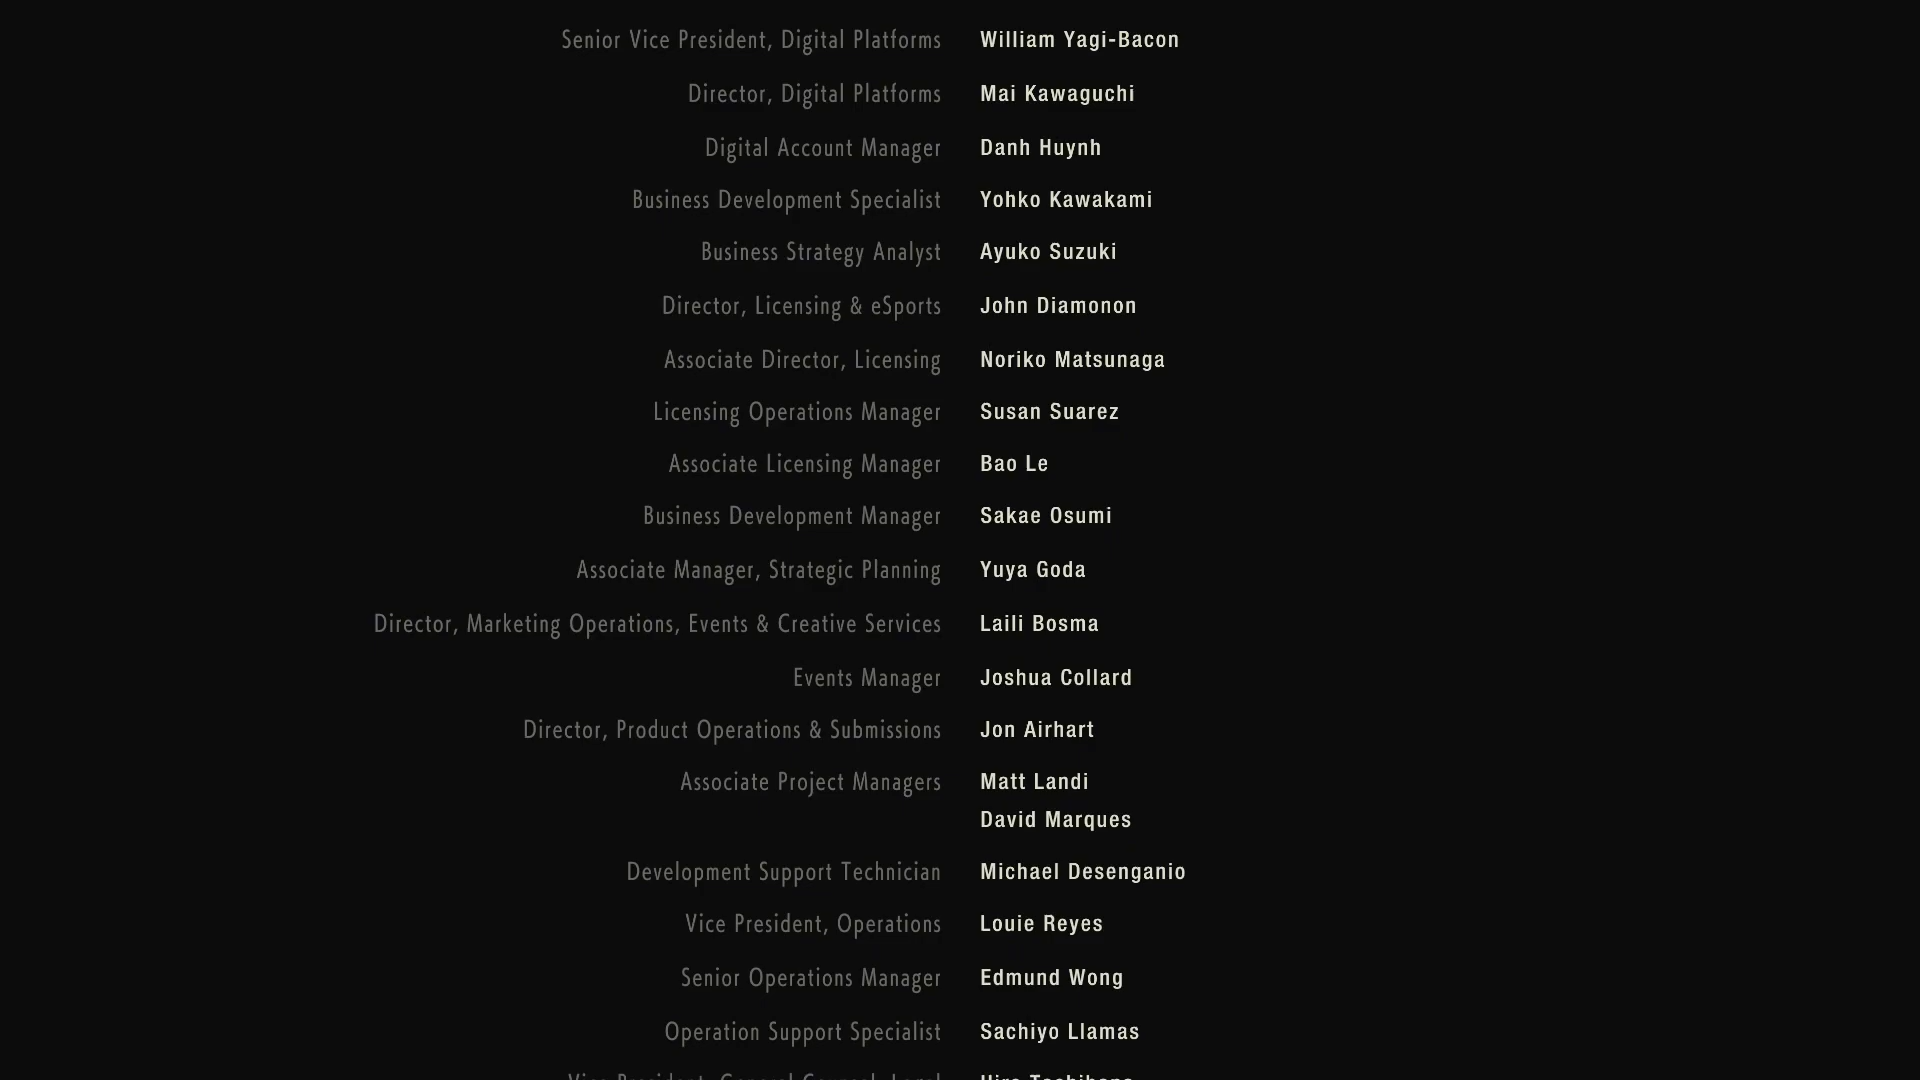 Senior Vice President, Digital Platforms William Yagi-Bacon
Director, Digital Platforms Mai Kawaguchi
Digital Account Manager Danh Huynh
Business Development Specialist Yohko Kawakami
Business Strategy Analyst Ayuko Suzuki
Director, Licensing & eSports John Diamonon
Associate Director, Licensing Noriko Matsunaga
Licensing Operations Manager Susan Suarez
Associate Licensing Manager Bao Le
Business Development Manager Sakae Osumi
Associate Manager, Strategic Planning Yuya Goda
Director, Marketing Operations, Events & Creative Services Laili Bosma
Events Manager Joshua Collard
Director, Product Operations & Submissions Jon Airhart
Associate Project Managers Matt Landi
David Marques
Development Support Technician Michael Desenganio
Vice President, Operations Louie Reyes
Senior Operations Manager Edmund Wong
Operation Support Specialist Sachiyo Llamas
Vice President, General Counsel, Legal